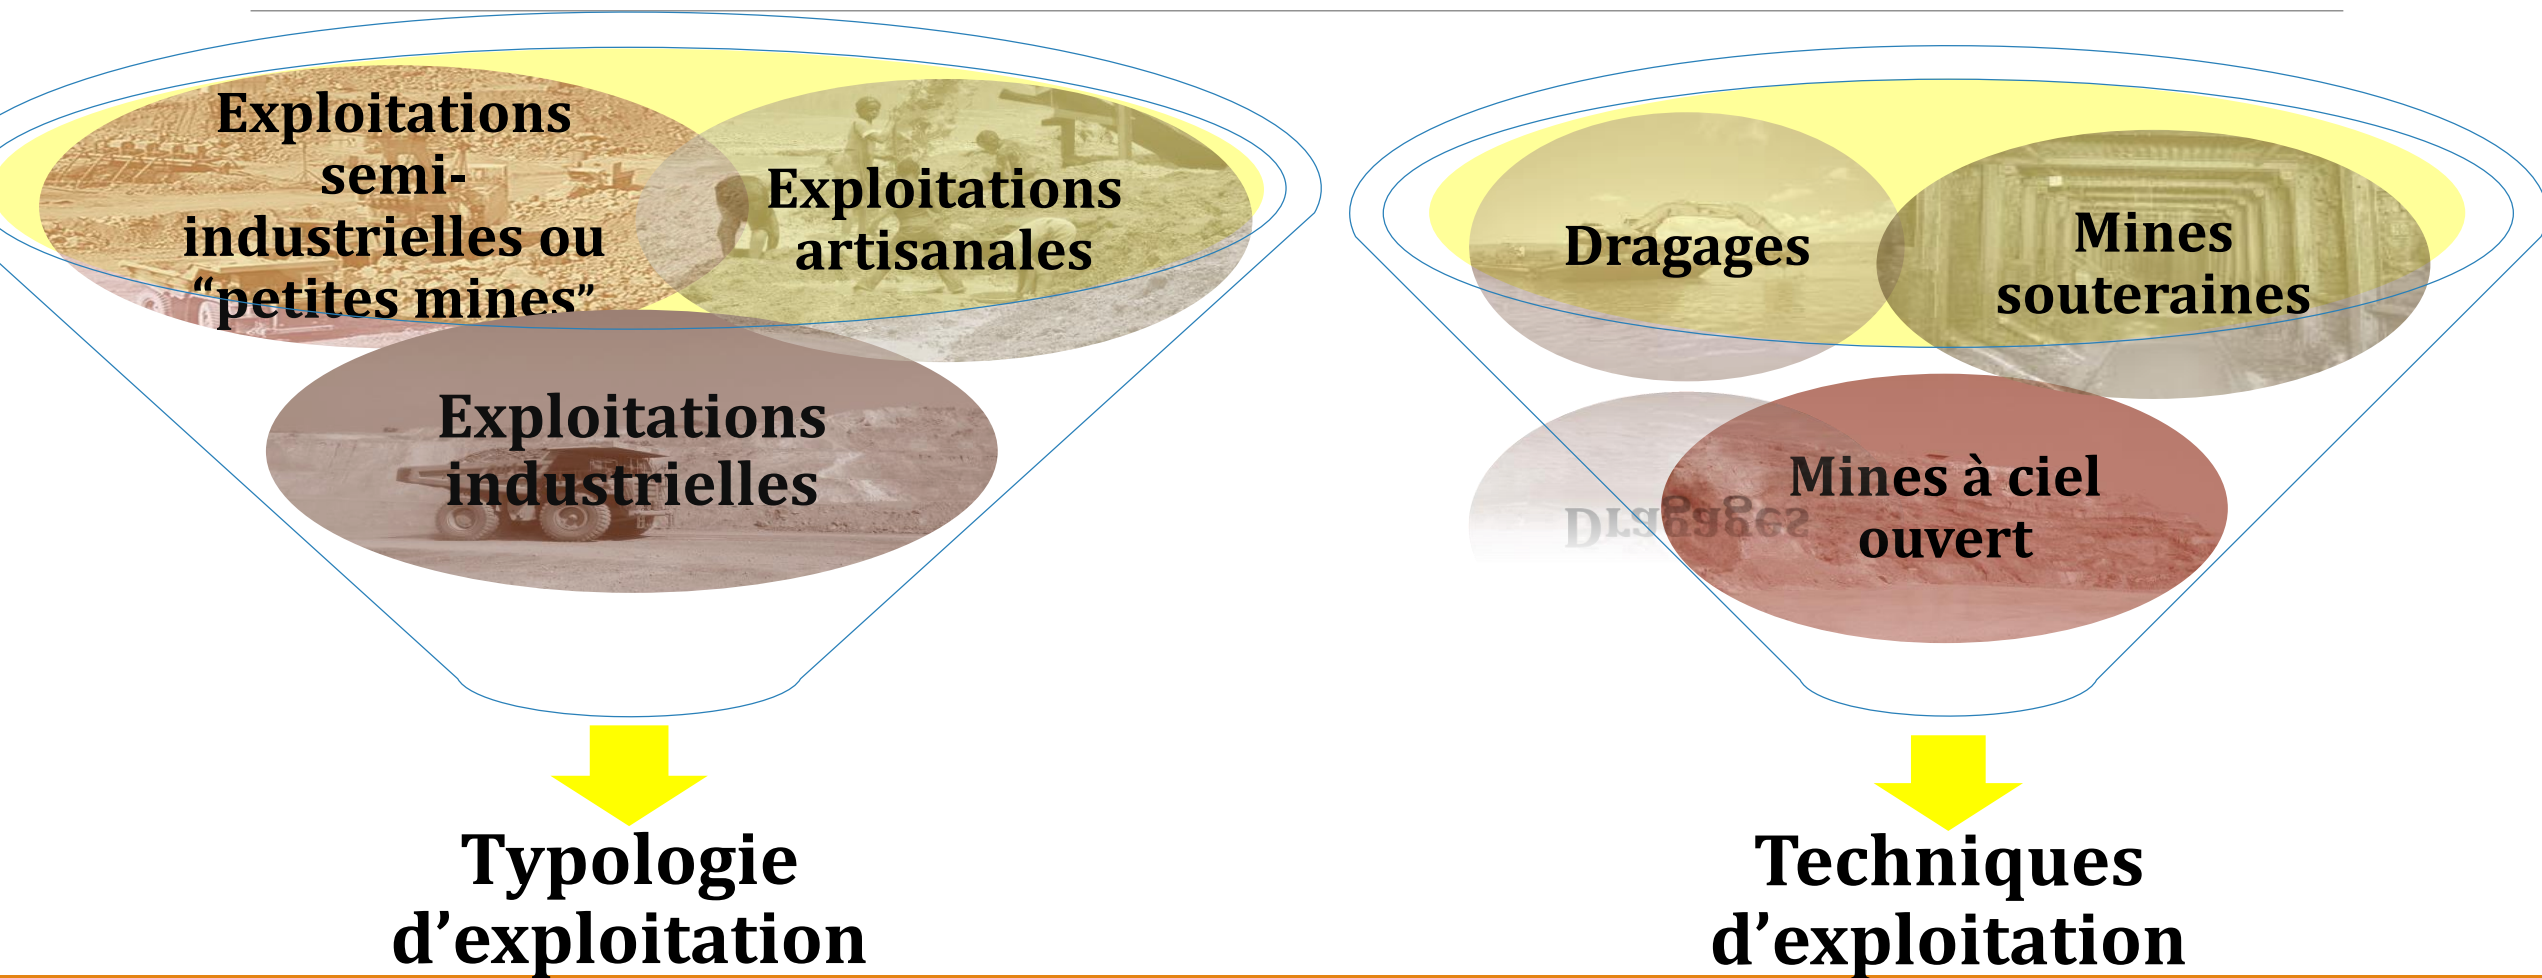 Exploitations
semi-
industrielles ou
“petites mines”
Exploitations
artisanales
Exploitations
industrielles
Typologie
d’exploitation
Dragages
Mines
souteraines
Dragages
Mines à ciel
ouvert
Techniques
d’exploitation